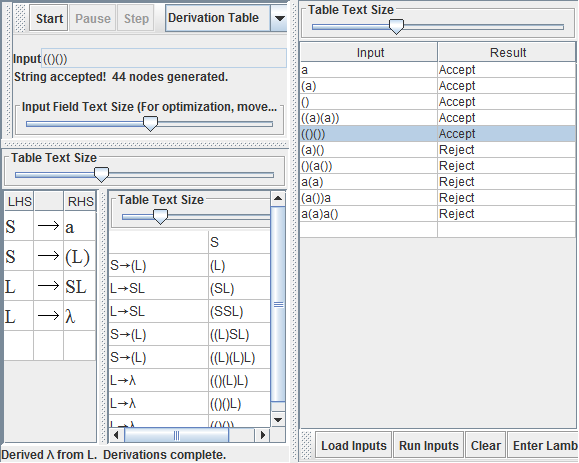 Start Pause Step Derivation Table
Input (()())
String accepted! 44 nodes generated.
Input Field Text Size (For optimization, move...
Table Text Size
LHS RHS
S → a
S → (L)
L → SL
L → λ
Table Text Size
S
S→(L) (L)
L→SL (SL)
L→SL (SSL)
S→(L) ((L)SL)
S→(L) ((L)(L)L)
L→λ (()(L)L)
L→λ (()()L)
L→λ (()())
Derived λ from L. Derivations complete.
Table Text Size
Input Result
a Accept
(a) Accept
() Accept
((a)(a)) Accept
(()()) Accept
(a)() Reject
()(a()) Reject
a(a) Reject
(a())a Reject
a(a)a() Reject
Load Inputs Run Inputs Clear Enter Lamb